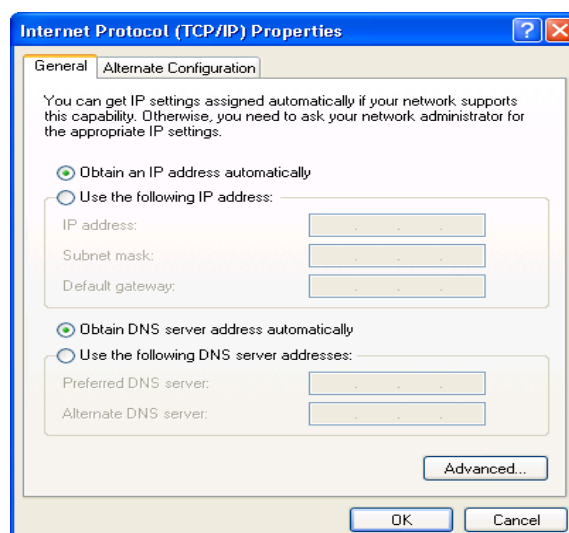 Internet Protocol (TCP/IP) Properties
General
Alternate Configuration
You can get IP settings assigned automatically if your network supports
this capability. Otherwise, you need to ask your network administrator for
the appropriate IP settings.
Obtain an IP address automatically
Use the following IP address:
IP address:
Subnet mask:
Default gateway:
Obtain DNS server address automatically
Use the following DNS server addresses:
Preferred DNS server:
Alternate DNS server:
Advanced...
OK
Cancel